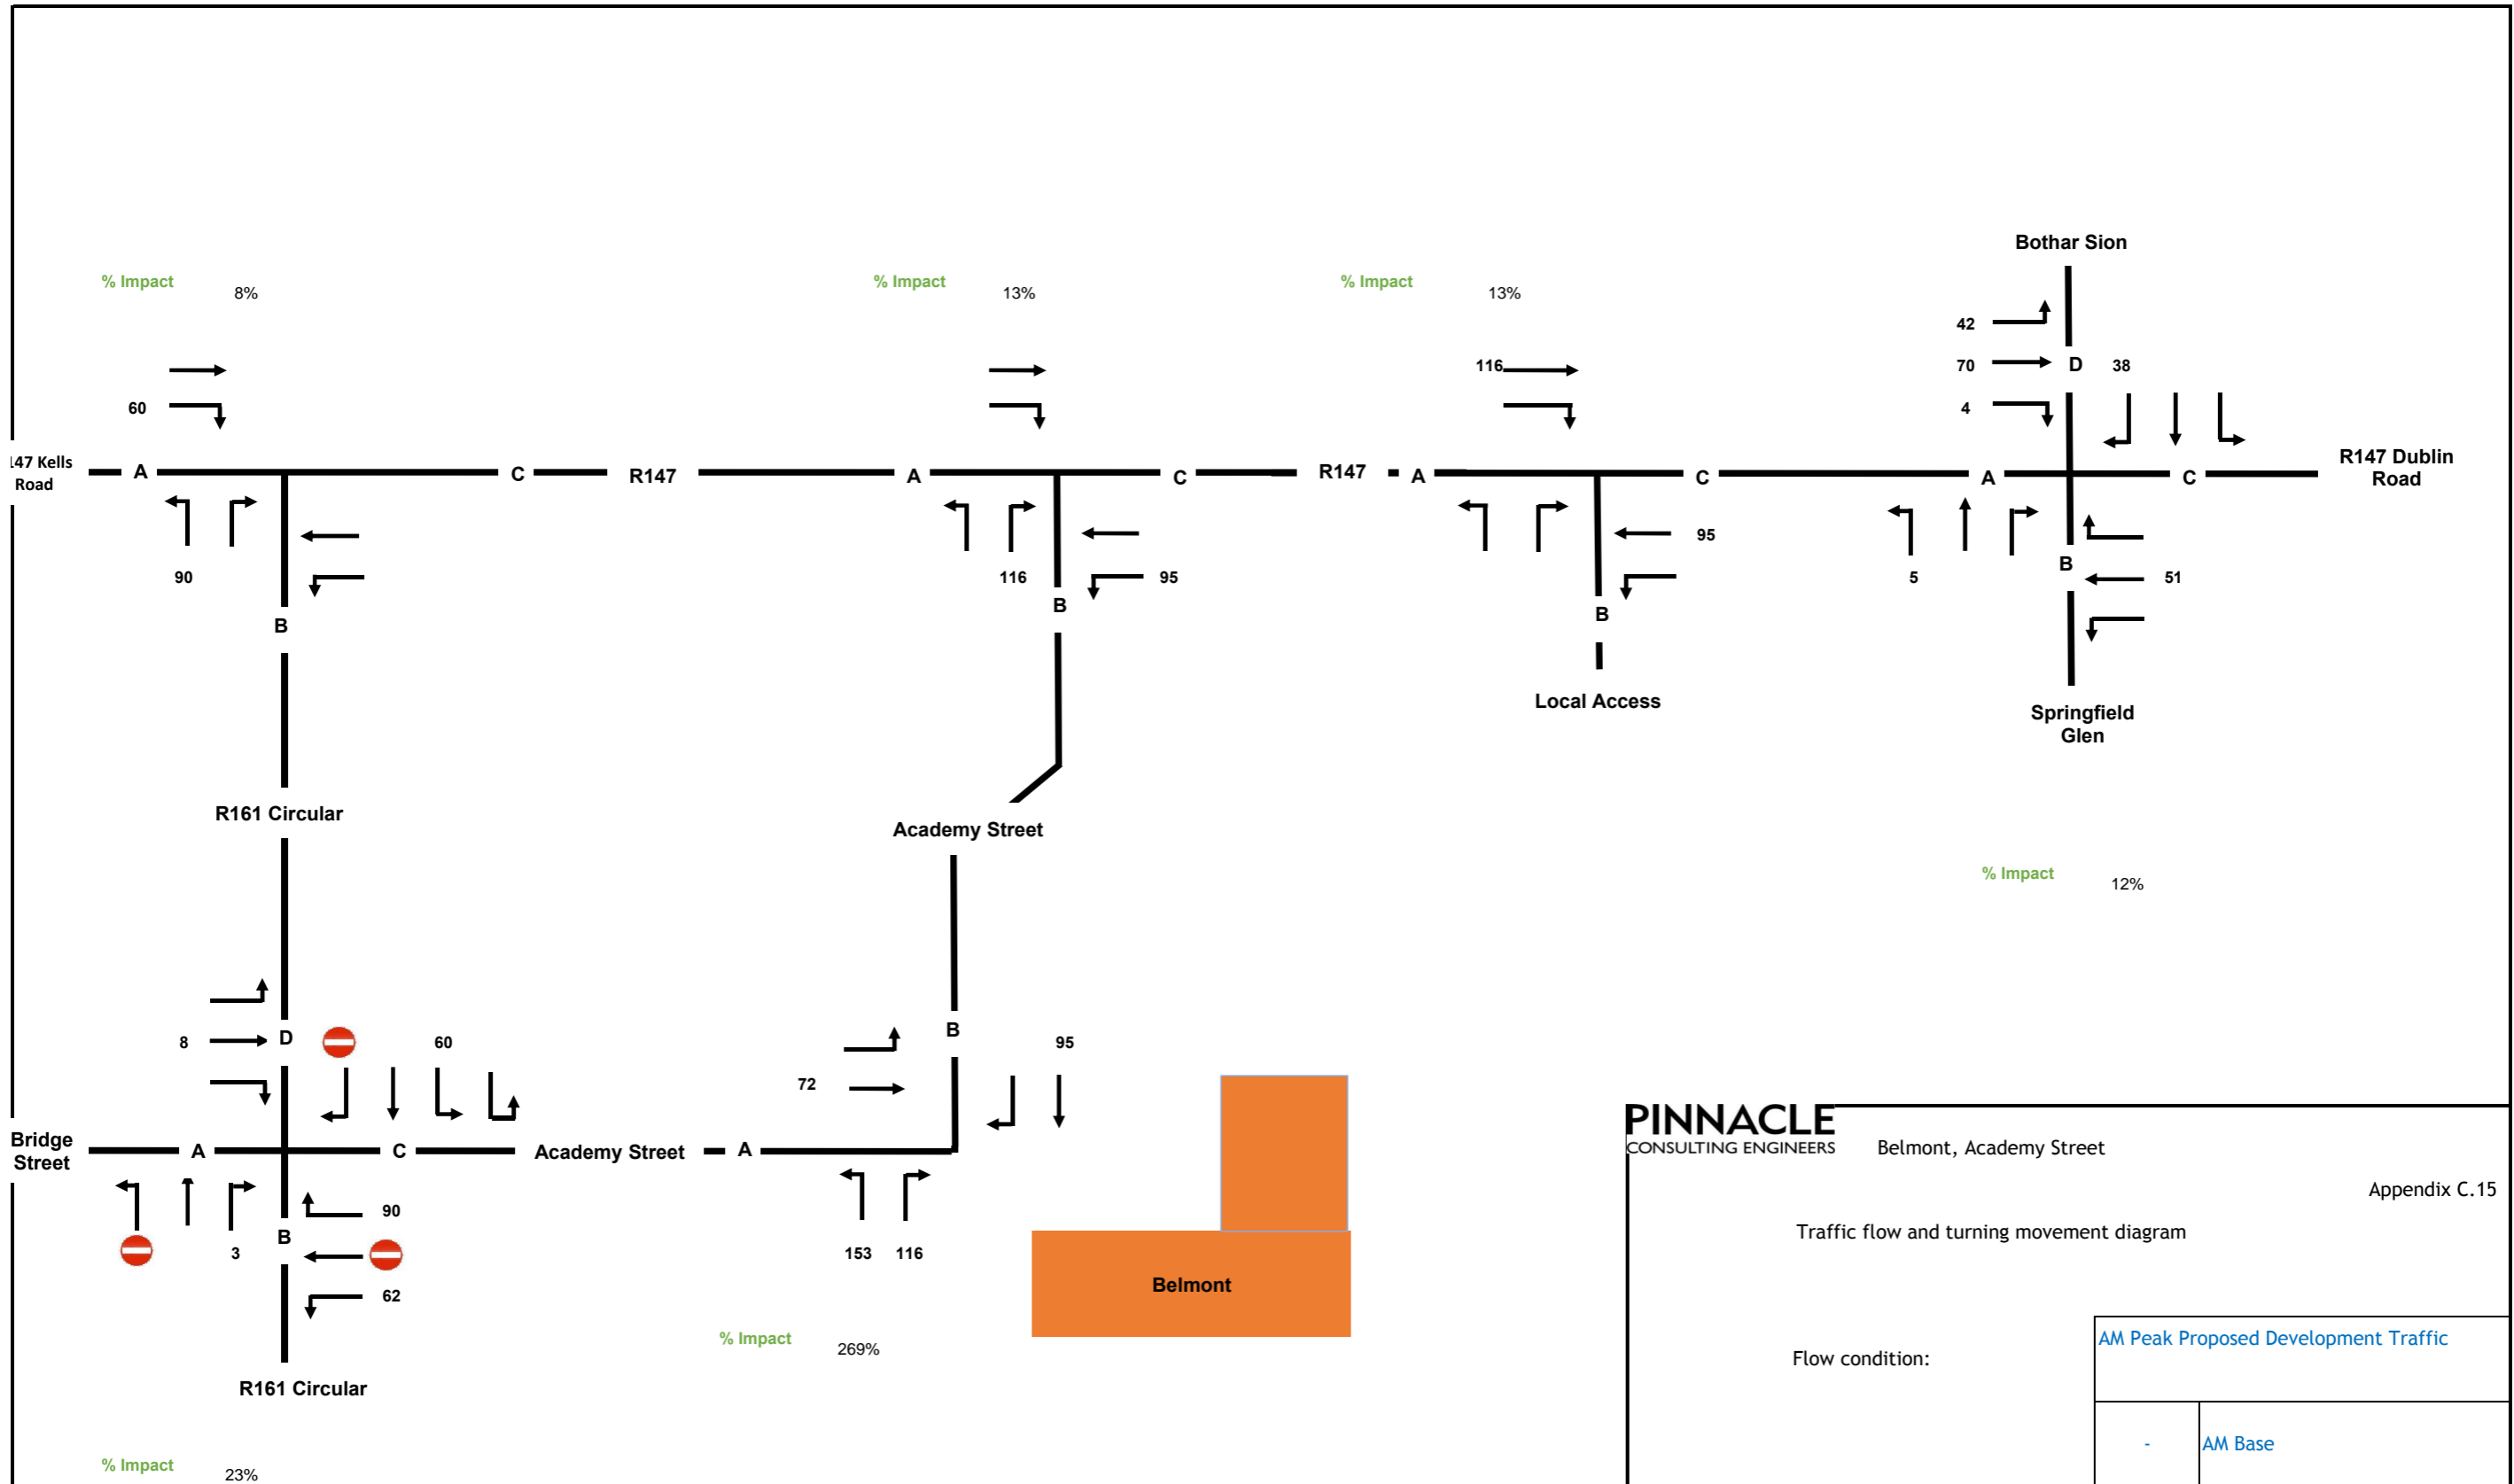 Bothar Sion
% Impact
8%
% Impact
13%
% Impact
13%
42
70
D
38
4
116
60
147 Kells
Road
A
C
R147
A
C
R147
A
C
A
C
R147 Dublin
Road
90
B
116
95
B
95
B
5
B
51
Local Access
Springfield
Glen
R161 Circular
Academy Street
% Impact
12%
8
D
60
72
B
95
Bridge
Street
A
C
Academy Street
A
3
B
90
62
153
116
Belmont
R161 Circular
% Impact
269%
% Impact
23%
PINNACLE
CONSULTING ENGINEERS
Belmont, Academy Street
Appendix C.15
Traffic flow and turning movement diagram
Flow condition:
AM Peak Proposed Development Traffic
-
AM Base